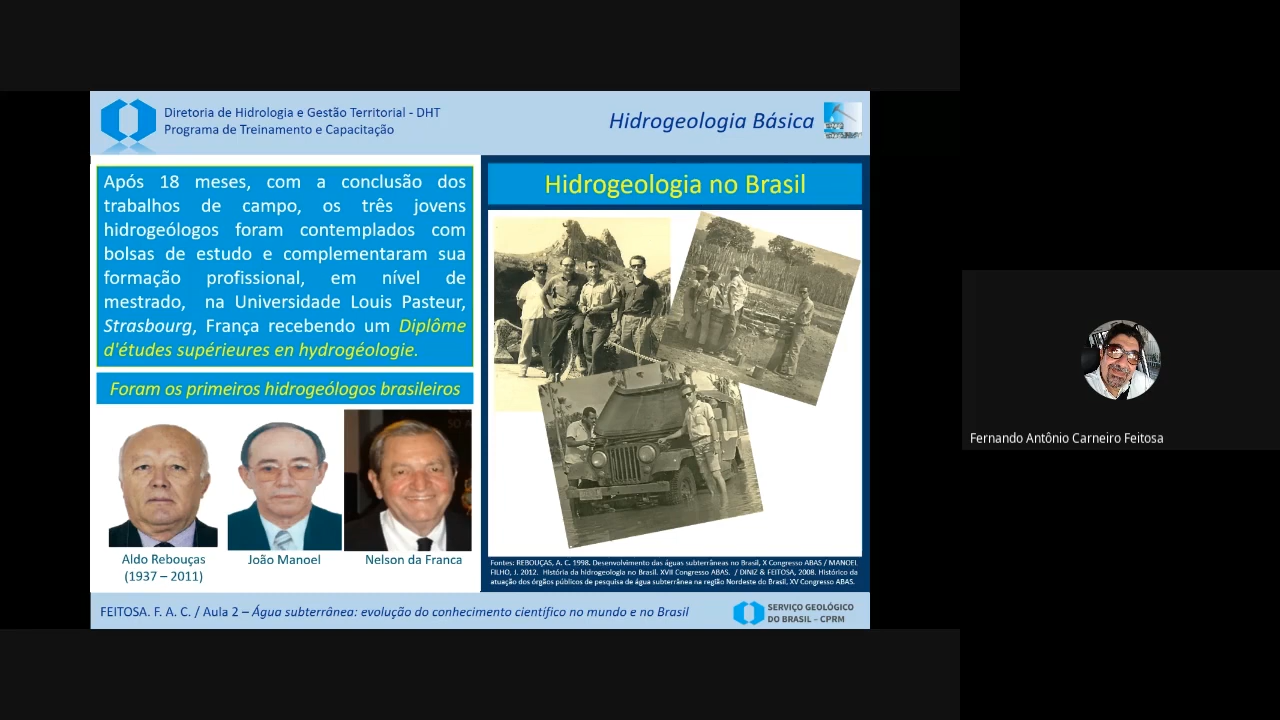 Diretoria de Hidrologia e Gestão Territorial - DHT
Programa de Treinamento e Capacitação
Hidrogeologia Básica
Após 18 meses, com a conclusão dos
trabalhos de campo, os três jovens
hidrogeólogos foram contemplados com
bolsas de estudo e complementaram sua
formação profissional, em nível de
mestrado, na Universidade Louis Pasteur,
Strasbourg, França recebendo um Diplôme
d'études supérieures en hydrogéologie.
Foram os primeiros hidrogeólogos brasileiros
Aldo Rebouças
(1937 – 2011)
João Manoel
Nelson da Franca
Hidrogeologia no Brasil
Fontes: REBOUÇAS, A. C. 1998. Desenvolvimento das águas subterrâneas no Brasil, X Congresso ABAS / MANOEL
FILHO, J. 2012. História da hidrogeologia no Brasil. XVII Congresso ABAS. / DINIZ & FEITOSA, 2008. Histórico da
atuação dos órgãos públicos de pesquisa de água subterrânea na região Nordeste do Brasil, XV Congresso ABAS.
FEITOSA. F. A. C. / Aula 2 – Água subterrânea: evolução do conhecimento científico no mundo e no Brasil
SERVIÇO GEOLÓGICO
DO BRASIL – CPRM
Fernando Antônio Carneiro Feitosa